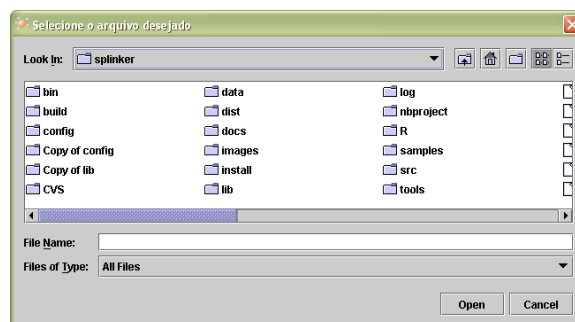 Selecione o arquivo desejado
Look In: splinker
bin data log
build dist nbproject
config docs R
Copy of config images samples
Copy of lib install src
CVS lib tools
File Name:
Files of Type: All Files
Open Cancel